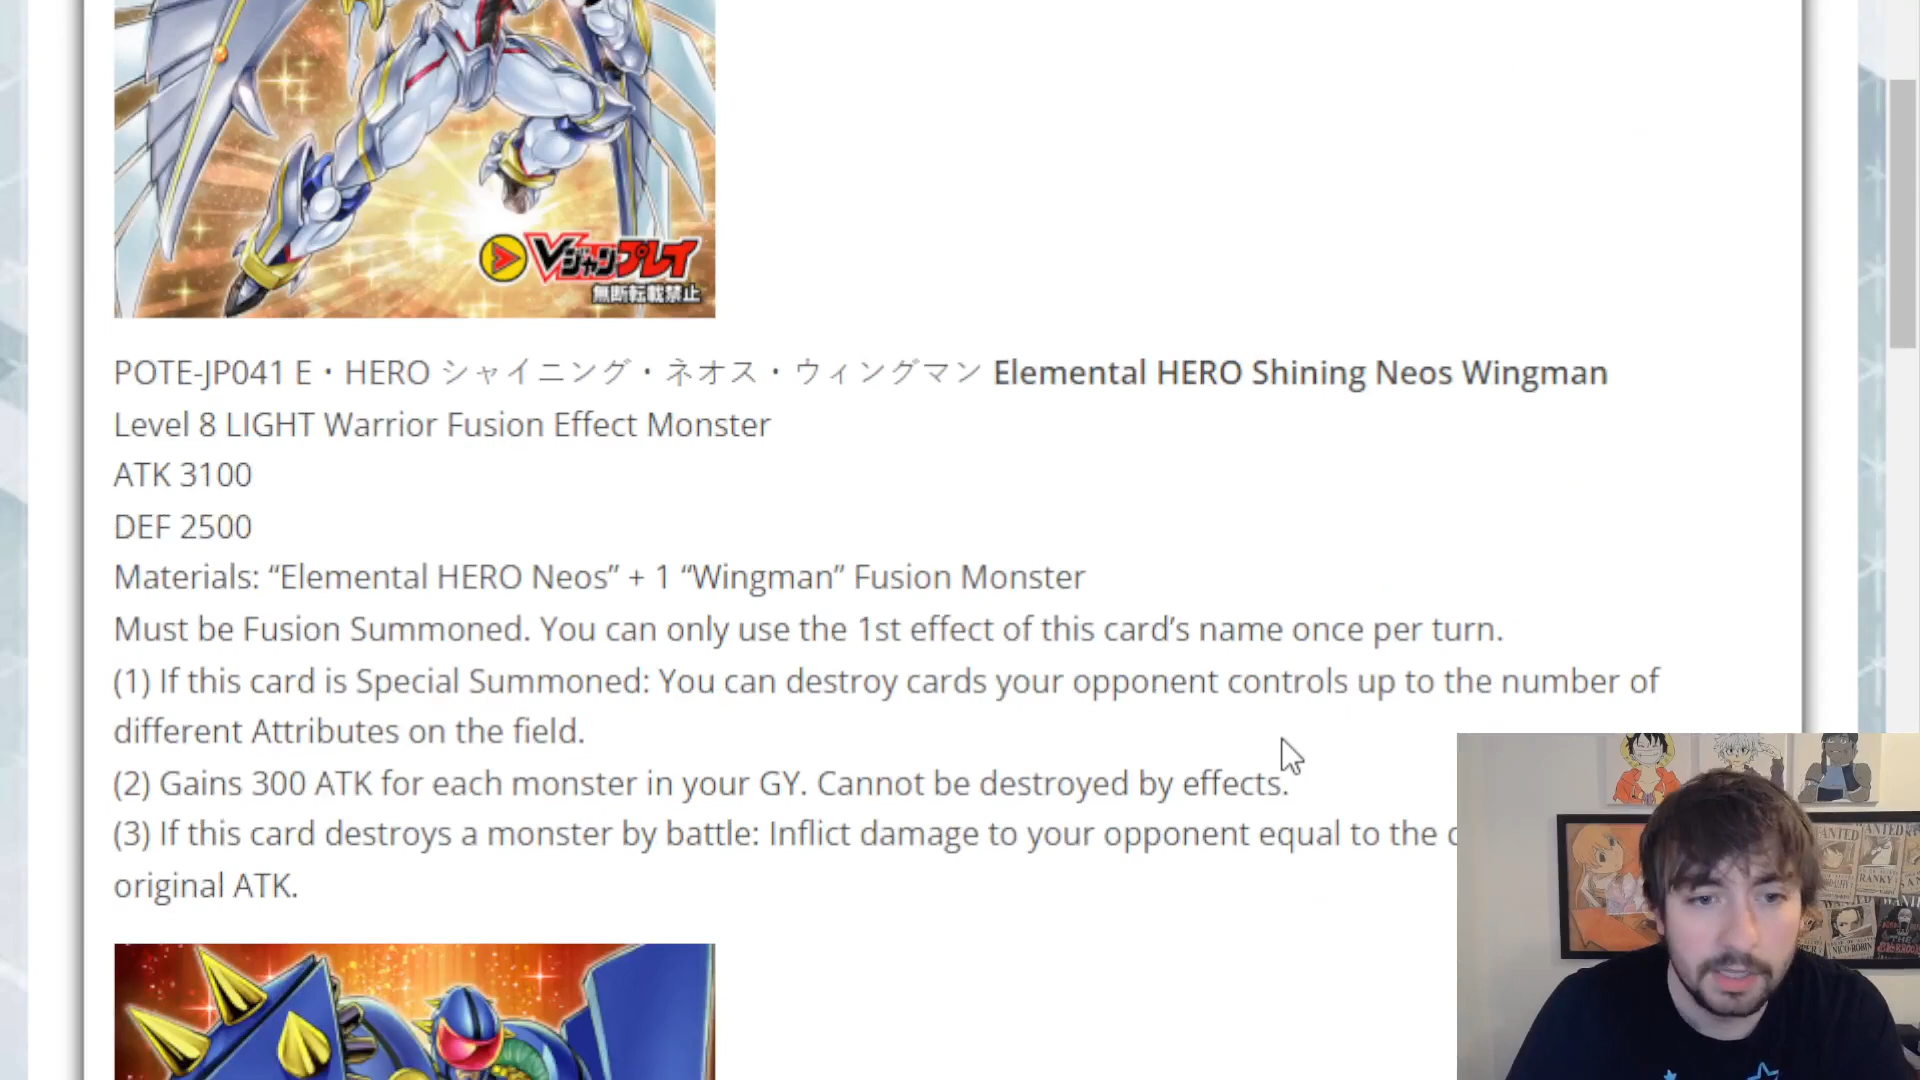 Vジャンプレイ
無断転載禁止
POTE-JP041 E・HERO シャイニング・ネオス・ウィングマン Elemental HERO Shining Neos Wingman
Level 8 LIGHT Warrior Fusion Effect Monster
ATK 3100
DEF 2500
Materials: “Elemental HERO Neos” + 1 “Wingman” Fusion Monster
Must be Fusion Summoned. You can only use the 1st effect of this card’s name once per turn.
(1) If this card is Special Summoned: You can destroy cards your opponent controls up to the number of
different Attributes on the field.
(2) Gains 300 ATK for each monster in your GY. Cannot be destroyed by effects.
(3) If this card destroys a monster by battle: Inflict damage to your opponent equal to the
original ATK.
WANTED
NICO·ROBIN